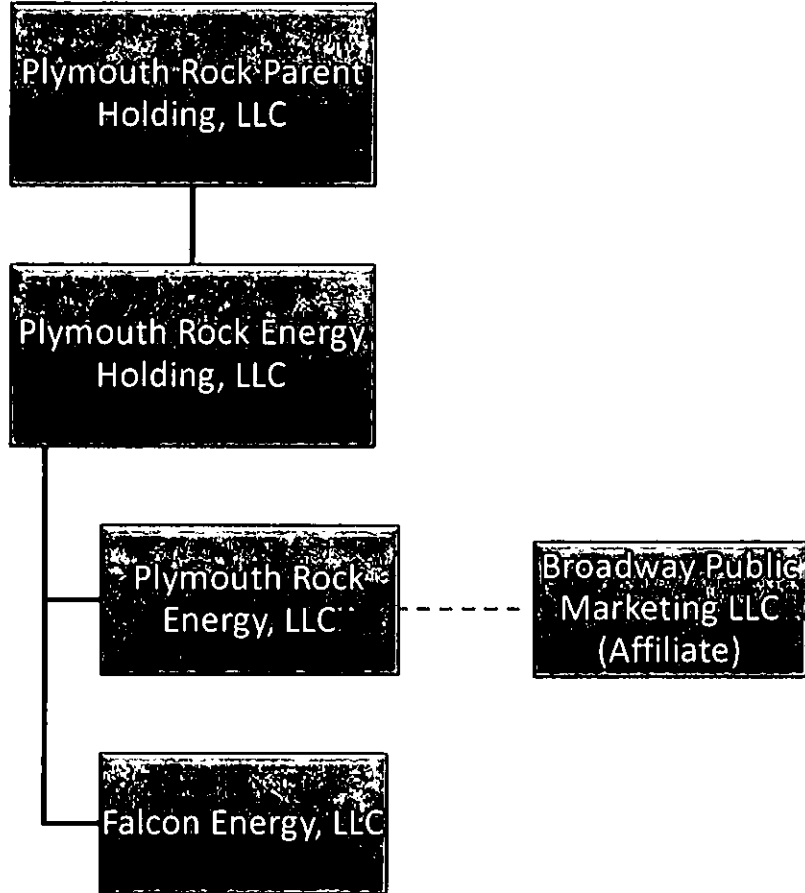 Plymouth Rock Parent
Holding, LLC
Plymouth Rock Energy
Holding, LLC
Plymouth Rock
Energy, LLC
Broadway Public
Marketing LLC
(Affiliate)
Falcon Energy, LLC